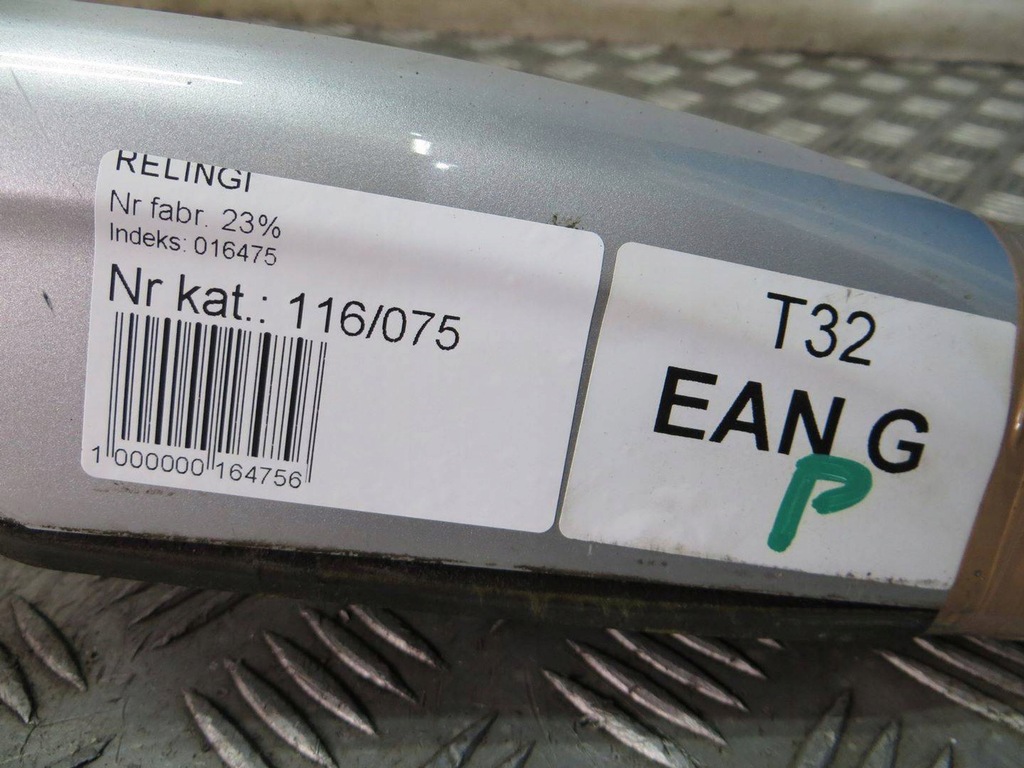 RELINGI
Nr fabr. 23%
Indeks: 016475
Nr kat.: 116/075
1 000000 164756
T32
EAN G
P